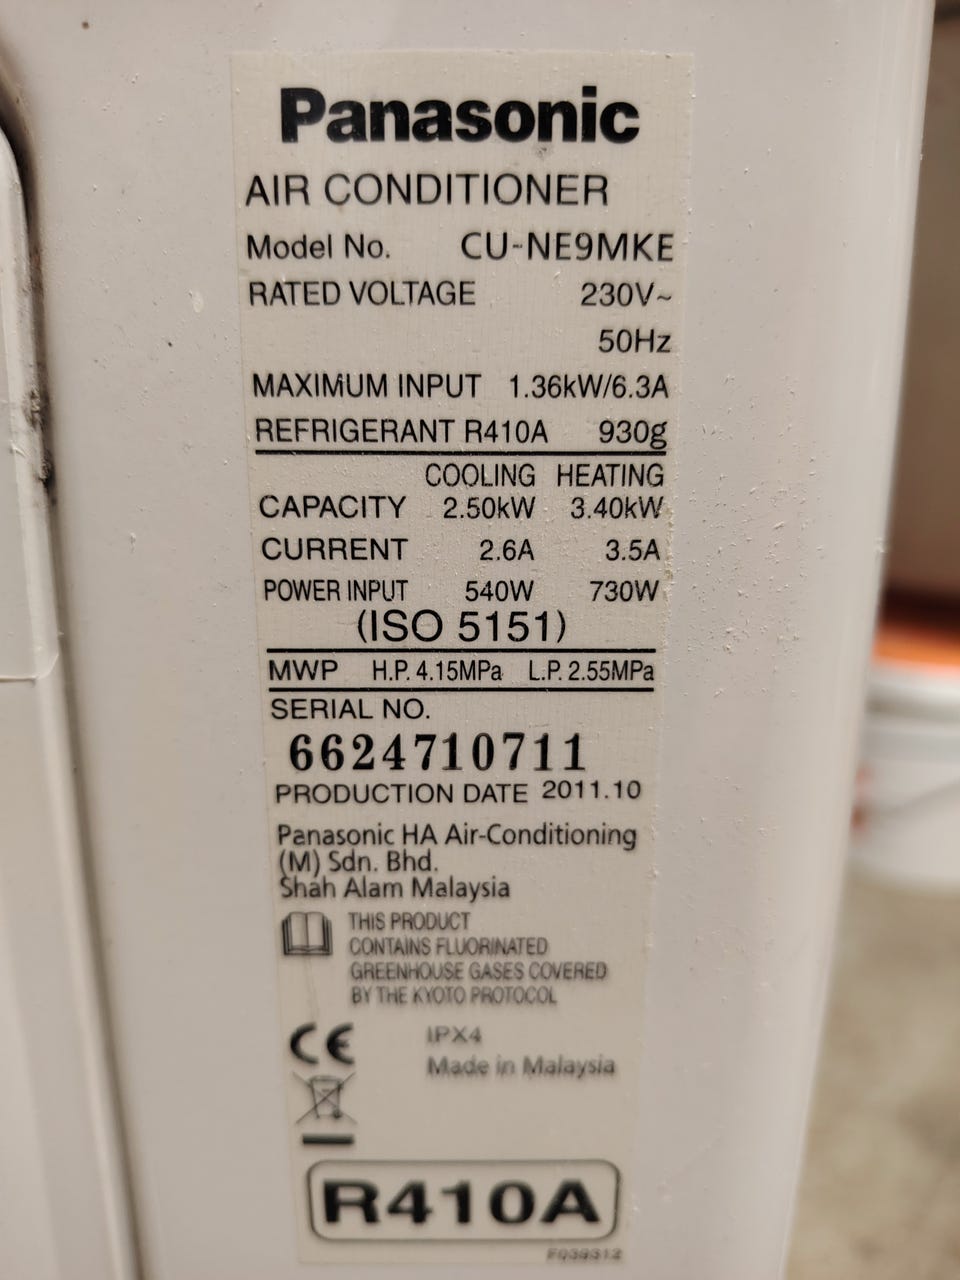 Panasonic
AIR CONDITIONER
Model No. CU-NE9MKE
RATED VOLTAGE 230V~
50Hz
MAXIMUM INPUT 1.36kW/6.3A
REFRIGERANT R410A 930g
COOLING HEATING
CAPACITY 2.50kW 3.40kW
CURRENT 2.6A 3.5A
POWER INPUT 540W 730W
(ISO 5151)
MWP H.P. 4.15MPa L.P. 2.55MPa
SERIAL NO.
6624710711
PRODUCTION DATE 2011.10
Panasonic HA Air-Conditioning
(M) Sdn. Bhd.
Shah Alam Malaysia
THIS PRODUCT
CONTAINS FLUORINATED
GREENHOUSE GASES COVERED
BY THE KYOTO PROTOCOL
CE IPX4
Made in Malaysia
R410A